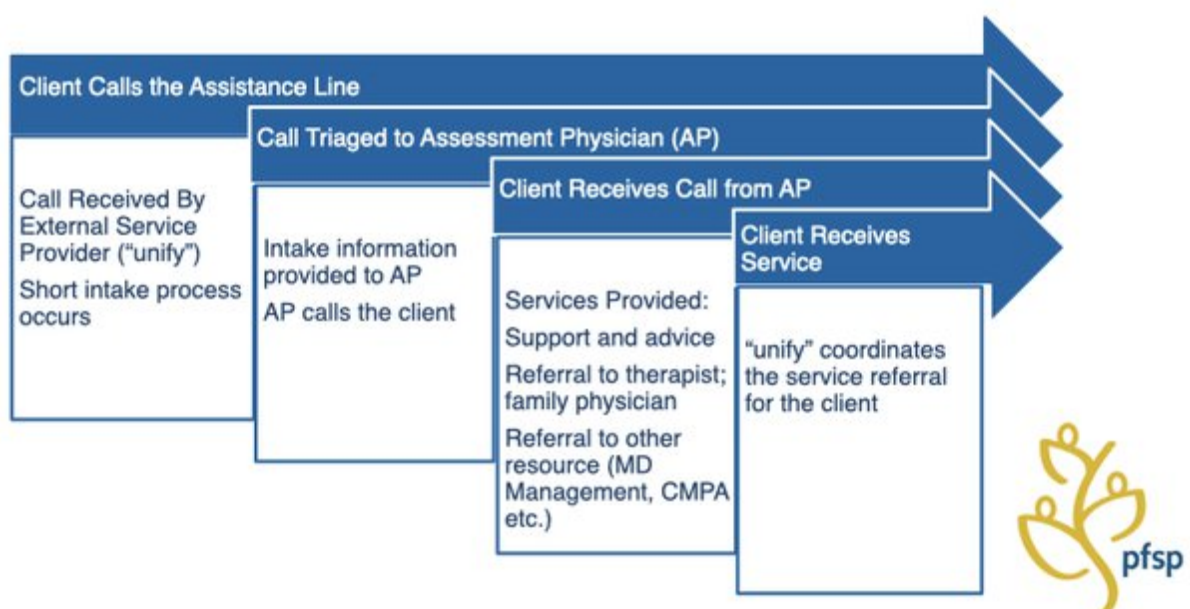 Client Calls the Assistance Line
Call Received By
External Service
Provider (“unify”)
Short intake process
occurs
Call Triaged to Assessment Physician (AP)
Intake information
provided to AP
AP calls the client
Client Receives Call from AP
Services Provided:
Support and advice
Referral to therapist;
family physician
Referral to other
resource (MD
Management, CMPA
etc.)
Client Receives
Service
“unify” coordinates
the service referral
for the client
pfsp